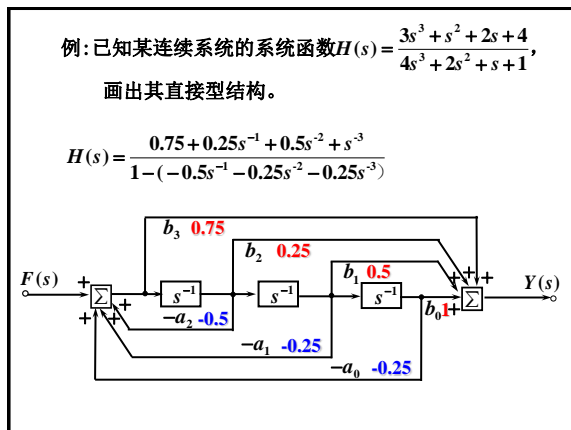 例:已知某连续系统的系统函数H(s) = (3s³ + s² + 2s + 4)/(4s³ + 2s² + s + 1),
画出其直接型结构。
H(s) = (0.75 + 0.25s⁻¹ + 0.5s⁻² + s⁻³)/(1 − (−0.5s⁻¹ − 0.25s⁻² − 0.25s⁻³))
b₃ 0.75
b₂ 0.25
F(s) + Σ s⁻¹ s⁻¹ b₁ 0.5 s⁻¹ + + + Σ Y(s)
+ + + −a₂ -0.5 b₀ 1 +
−a₁ -0.25
−a₀ -0.25